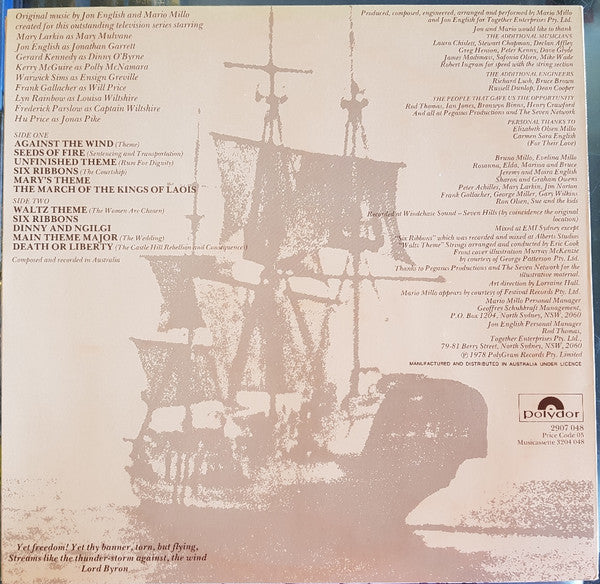 Original music by Jon English and Mario Millo
created for this outstanding television series starring
Mary Larkin as Mary Mulvane
Jon English as Jonathan Garrett
Gerard Kennedy as Dinny O'Byrne
Kerry McGuire as Polly McNamara
Warwick Sims as Ensign Greville
Frank Gallacher as Will Price
Lyn Rainbow as Louisa Wiltshire
Frederick Parslow as Captain Wiltshire
Hu Price as Jonas Pike
SIDE ONE
AGAINST THE WIND (Theme)
SEEDS OF FIRE (Sentencing and Transportation)
UNFINISHED THEME (Run For Dignity)
SIX RIBBONS (The Courtship)
MARY'S THEME
THE MARCH OF THE KINGS OF LAOIS
SIDE TWO
WALTZ THEME (The Women Are Chosen)
SIX RIBBONS
DINNY AND NGILGI
MAIN THEME MAJOR (The Wedding)
DEATH OR LIBERTY (The Castle Hill Rebellion and Consequences)
Composed and recorded in Australia
Produced, composed, engineered, arranged and performed by Mario Millo
and Jon English for Together Enterprises Pty. Ltd.
Jon and Mario would like to thank
THE ADDITIONAL MUSICIANS
Laura Chislett, Stewart Chapman, Declan Affley
Greg Henson, Peter Kenny, Dave Glyde
James Madinnass, Safonia Olsen, Mike Wade
Robert Ingram for speed with the string section
THE ADDITIONAL ENGINEERS
Richard Lush, Bruce Brown
Russell Dunlop, Dean Cooper
THE PEOPLE THAT GAVE US THE OPPORTUNITY
Rod Thomas, Ian Jones, Bronwyn Binns, Henry Crawford
And all at Pegasus Productions and The Seven Network
PERSONAL THANKS TO
Elizabeth Olsen Millo
Carmen Sara English
(For Their Love)
Bruno Millo, Evelina Millo
Rosanna, Elda, Marissa and Bruce
Jeremy and Moira English
Sharon and Graham Owens
Peter Achilles, Mary Larkin, Jim Norton
Frank Gallacher, George Miller, Gary Wilkins
Ron Olsen, Sue and the kids
Recorded at Windchase Sound – Seven Hills (by coincidence the original
location)
Mixed at EMI Sydney except
"Six Ribbons" which was recorded and mixed at Alberts Studios
"Waltz Theme" Strings arranged and conducted by Eric Cook
Front cover illustration Murray McKenzie
by courtesy of George Patterson Pty Ltd
Thanks to Pegasus Productions and The Seven Network for the
illustrative material.
Art direction by Lorraine Hall.
Mario Millo appears by courtesy of Festival Records Pty. Ltd.
Mario Millo Personal Manager
Geoffrey Schuhkraft Management,
P.O. Box 1204, North Sydney, NSW, 2060
Jon English Personal Manager
Rod Thomas,
Together Enterprises Pty. Ltd.,
79-81 Berry Street, North Sydney, NSW, 2060
Ⓟ 1978 PolyGram Records Pty. Limited
MANUFACTURED AND DISTRIBUTED IN AUSTRALIA UNDER LICENCE
polydor
2907 048
Price Code 05
Musicassette 3204 048
Yet freedom! Yet thy banner, torn, but flying,
Streams like the thunder-storm against, the wind
Lord Byron